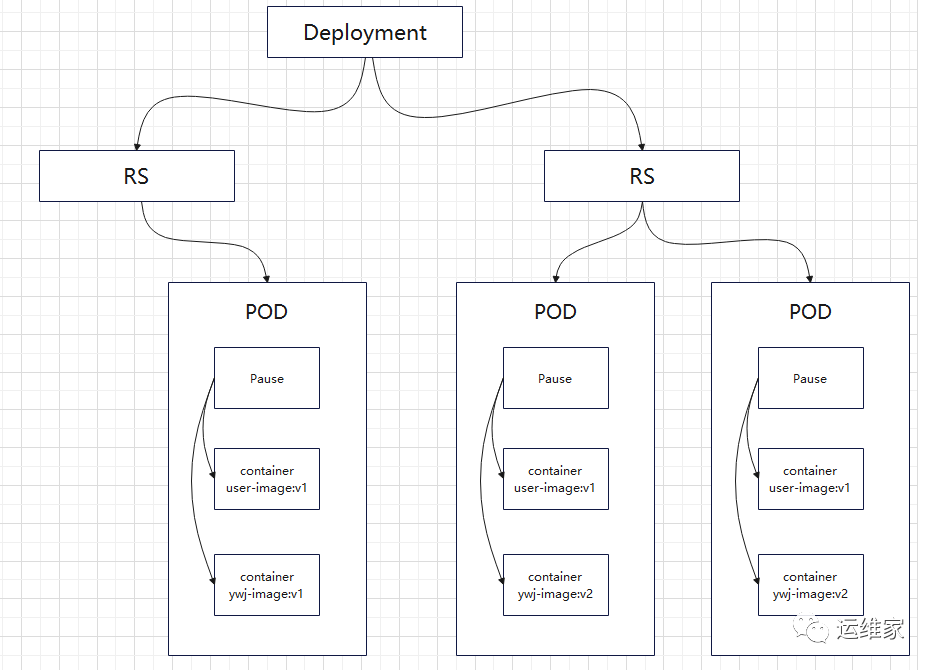 Deployment
RS
RS
POD
POD
POD
Pause
Pause
Pause
container
user-image:v1
container
user-image:v1
container
user-image:v1
container
ywj-image:v1
container
ywj-image:v2
container
ywj-image:v2
运维家